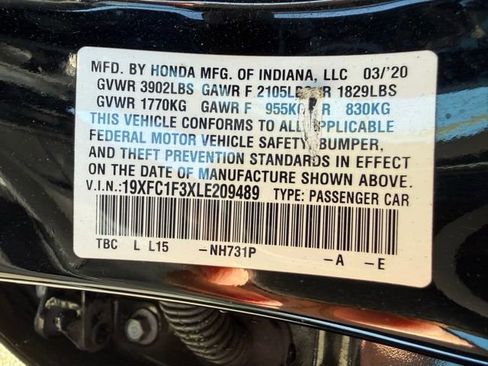 MFD. BY HONDA MFG. OF INDIANA, LLC 03/'20
GVWR 3902LBS GAWR F 2105L R 1829LBS
GVWR 1770KG GAWR F 955KG R 830KG
THIS VEHICLE CONFORMS TO ALL APPLICABLE
FEDERAL MOTOR VEHICLE SAFETY, BUMPER,
AND THEFT PREVENTION STANDARDS IN EFFECT
ON THE DATE OF MANUFACTURE SHOWN ABOVE.
V.I.N.:19XFC1F3XLE209489 TYPE: PASSENGER CAR
TBC L L15 -NH731P -A -E